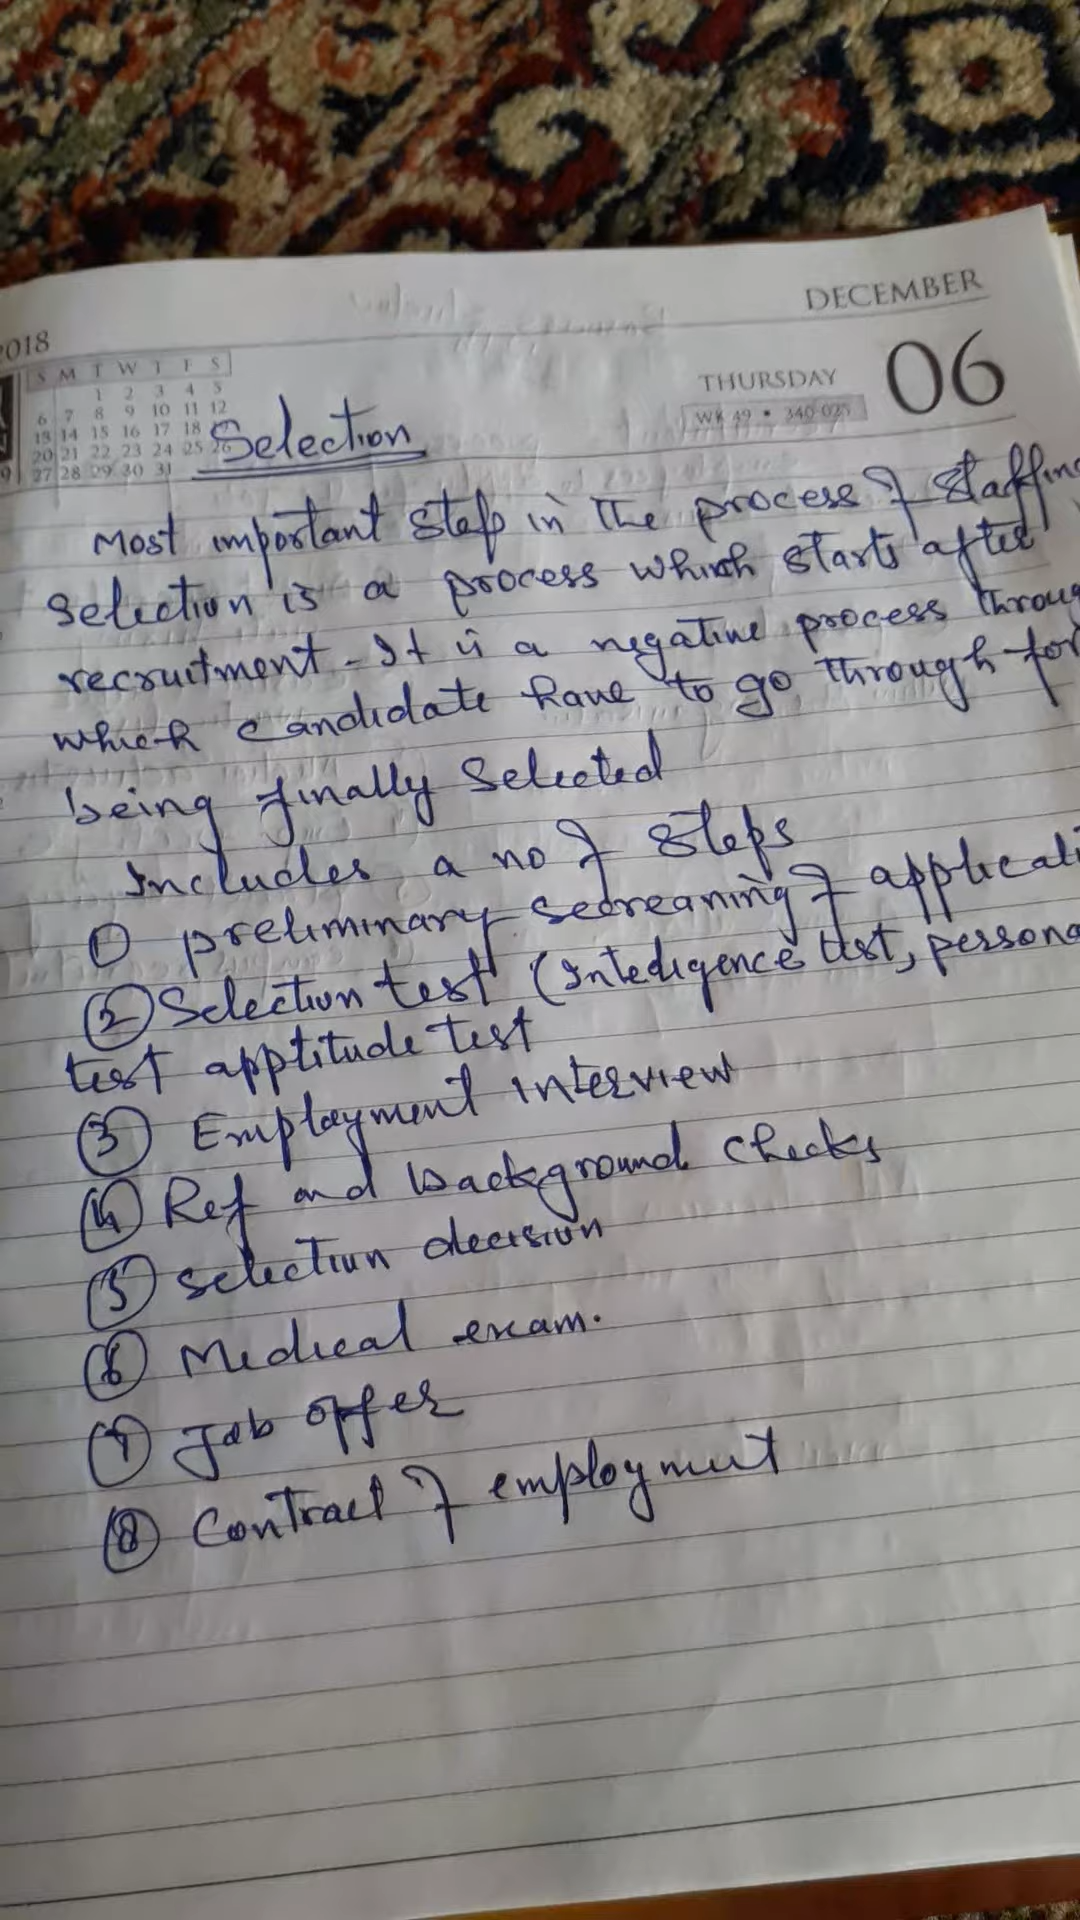 DECEMBER
2018
THURSDAY 06
WK 49 • 340-025
S M T W T F S
1 2 3 4 5
6 7 8 9 10 11 12
13 14 15 16 17 18
20 21 22 23 24 25 26
27 28 29 30 31
Selection
Most important step in the process of staffing
Selection is a process which starts after
recruitment. It is a negative process throug
which candidate have to go through for
being finally selected
Includes a no of steps
① preliminary secreaning of applicati
② Selection test (Intedigence test, persona
test apptitude test
③ Employment interview
④ Ref and background checks
⑤ selection decision
⑥ Medical exam.
⑦ Job offer
⑧ Contract of employment